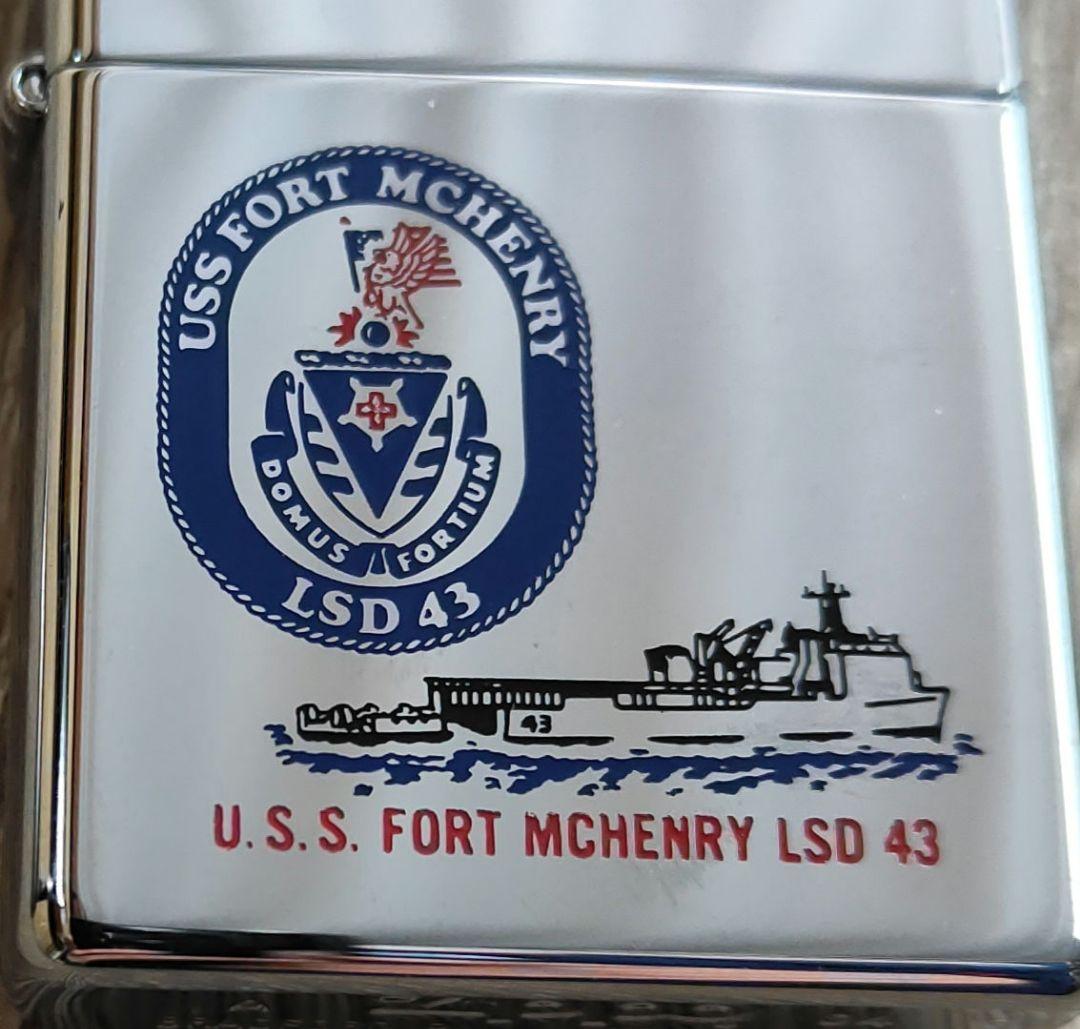 USS FORT MCHENRY
DOMUS FORTIUM
LSD 43
43
U.S.S. FORT MCHENRY LSD 43